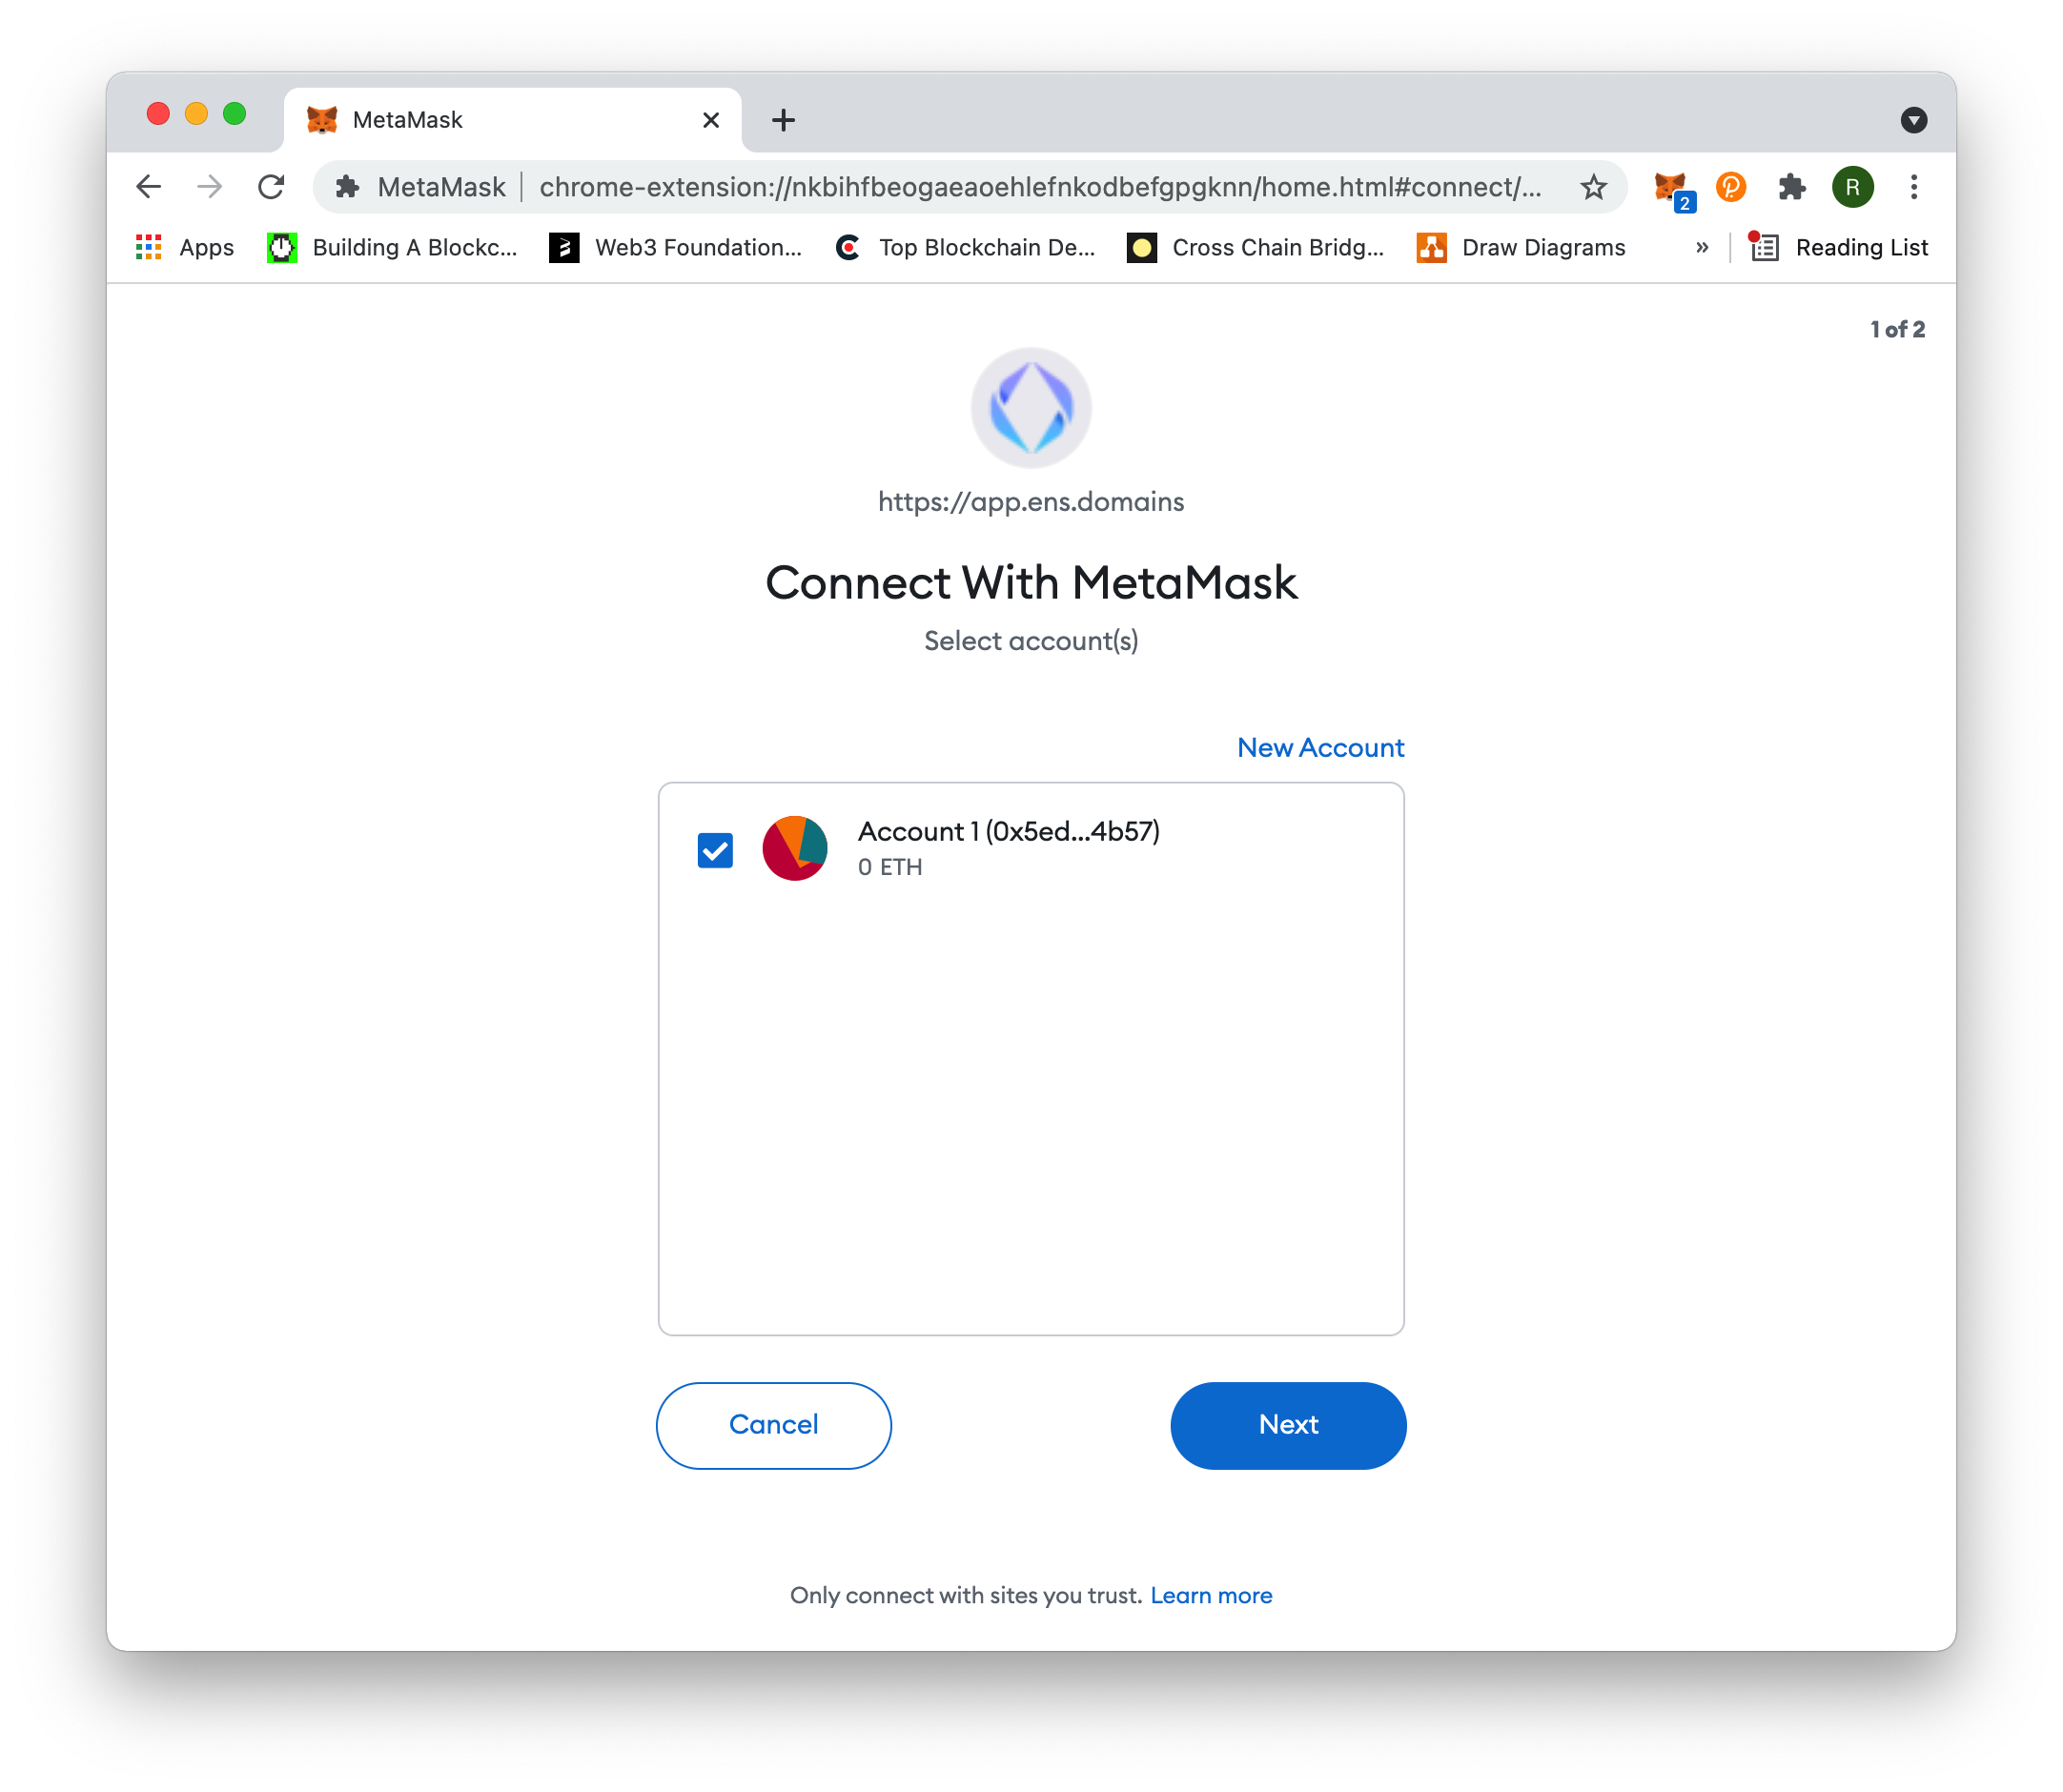 MetaMask
MetaMask | chrome-extension://nkbihfbeogaeaoehlefnkodbefgpgknn/home.html#connect/...
2
R
Apps
Building A Blockc...
Web3 Foundation...
Top Blockchain De...
Cross Chain Bridg...
Draw Diagrams
»
Reading List
1 of 2
https://app.ens.domains
Connect With MetaMask
Select account(s)
New Account
Account 1 (0x5ed...4b57)
0 ETH
Cancel
Next
Only connect with sites you trust. Learn more